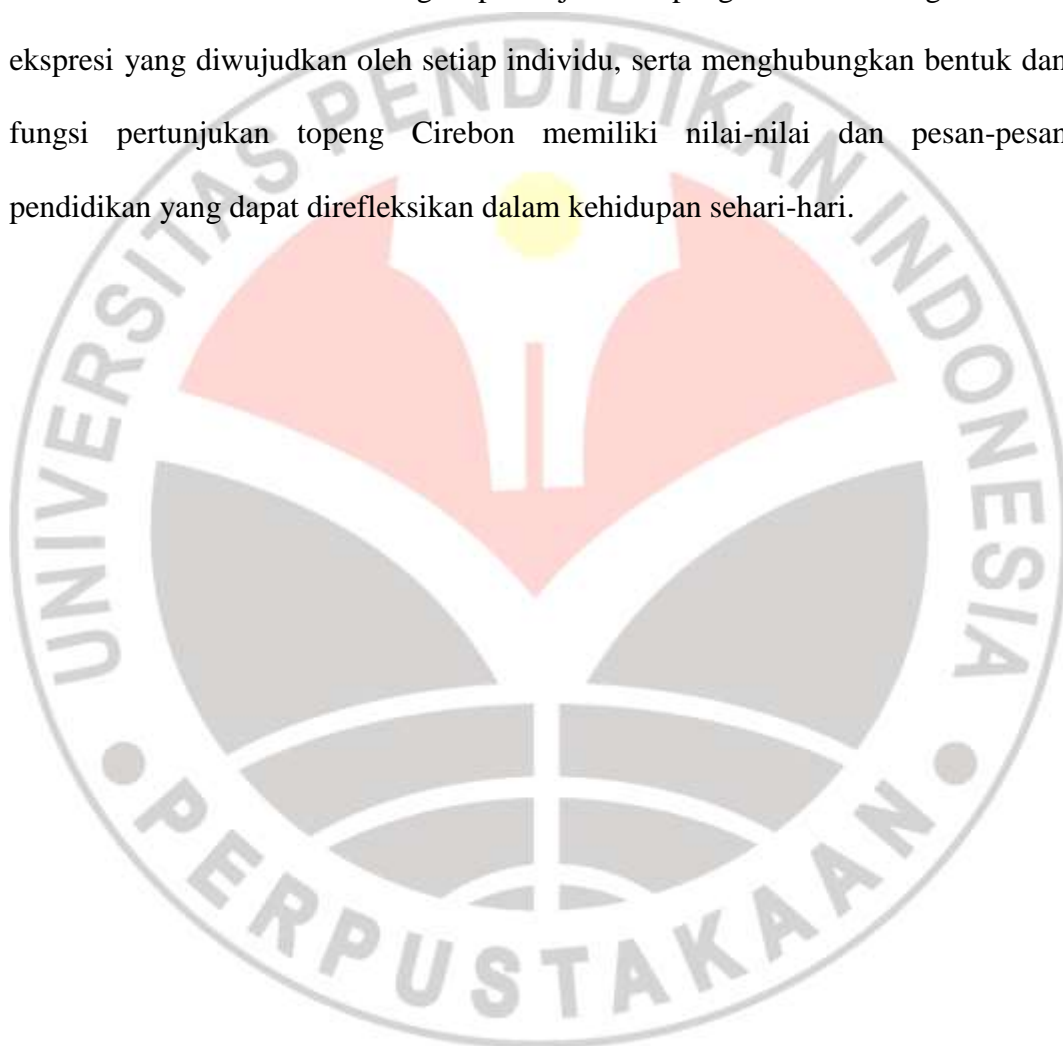 ekspresi yang diwujudkan oleh setiap individu, serta menghubungkan bentuk dan
fungsi pertunjukan topeng Cirebon memiliki nilai-nilai dan pesan-pesan
pendidikan yang dapat direfleksikan dalam kehidupan sehari-hari.
UNIVERSITAS PENDIDIKAN INDONESIA
PERPUSTAKAAN